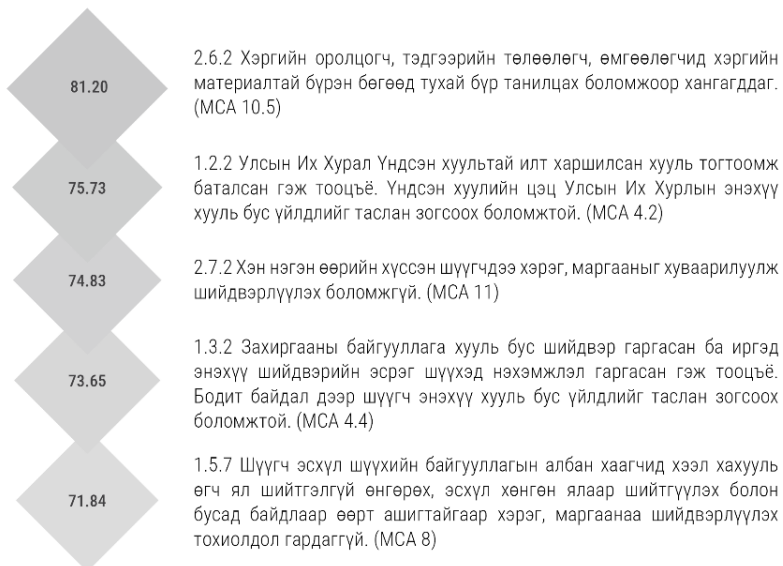 81.20
2.6.2 Хэргийн оролцогч, тэдгээрийн төлөөлөгч, өмгөөлөгчид хэргийн
материалтай бүрэн бөгөөд тухай бүр танилцах боломжоор хангагддаг.
(МСА 10.5)
75.73
1.2.2 Улсын Их Хурал Үндсэн хуультай илт харшилсан хууль тогтоомж
баталсан гэж тооцъё. Үндсэн хуулийн цэц Улсын Их Хурлын энэхүү
хууль бус үйлдлийг таслан зогсоох боломжтой. (МСА 4.2)
74.83
2.7.2 Хэн нэгэн өөрийн хүссэн шүүгчдээ хэрэг, маргааныг хуваарилуулж
шийдвэрлүүлэх боломжгүй. (МСА 11)
73.65
1.3.2 Захиргааны байгууллага хууль бус шийдвэр гаргасан ба иргэд
энэхүү шийдвэрийн эсрэг шүүхэд нэхэмжлэл гаргасан гэж тооцъё.
Бодит байдал дээр шүүгч энэхүү хууль бус үйлдлийг таслан зогсоох
боломжтой. (МСА 4.4)
71.84
1.5.7 Шүүгч эсхүл шүүхийн байгууллагын албан хаагчид хээл хахууль
өгч ял шийтгэлгүй өнгөрөх, эсхүл хөнгөн ялаар шийтгүүлэх болон
бусад байдлаар өөрт ашигтайгаар хэрэг, маргаанаа шийдвэрлүүлэх
тохиолдол гардаггүй. (МСА 8)